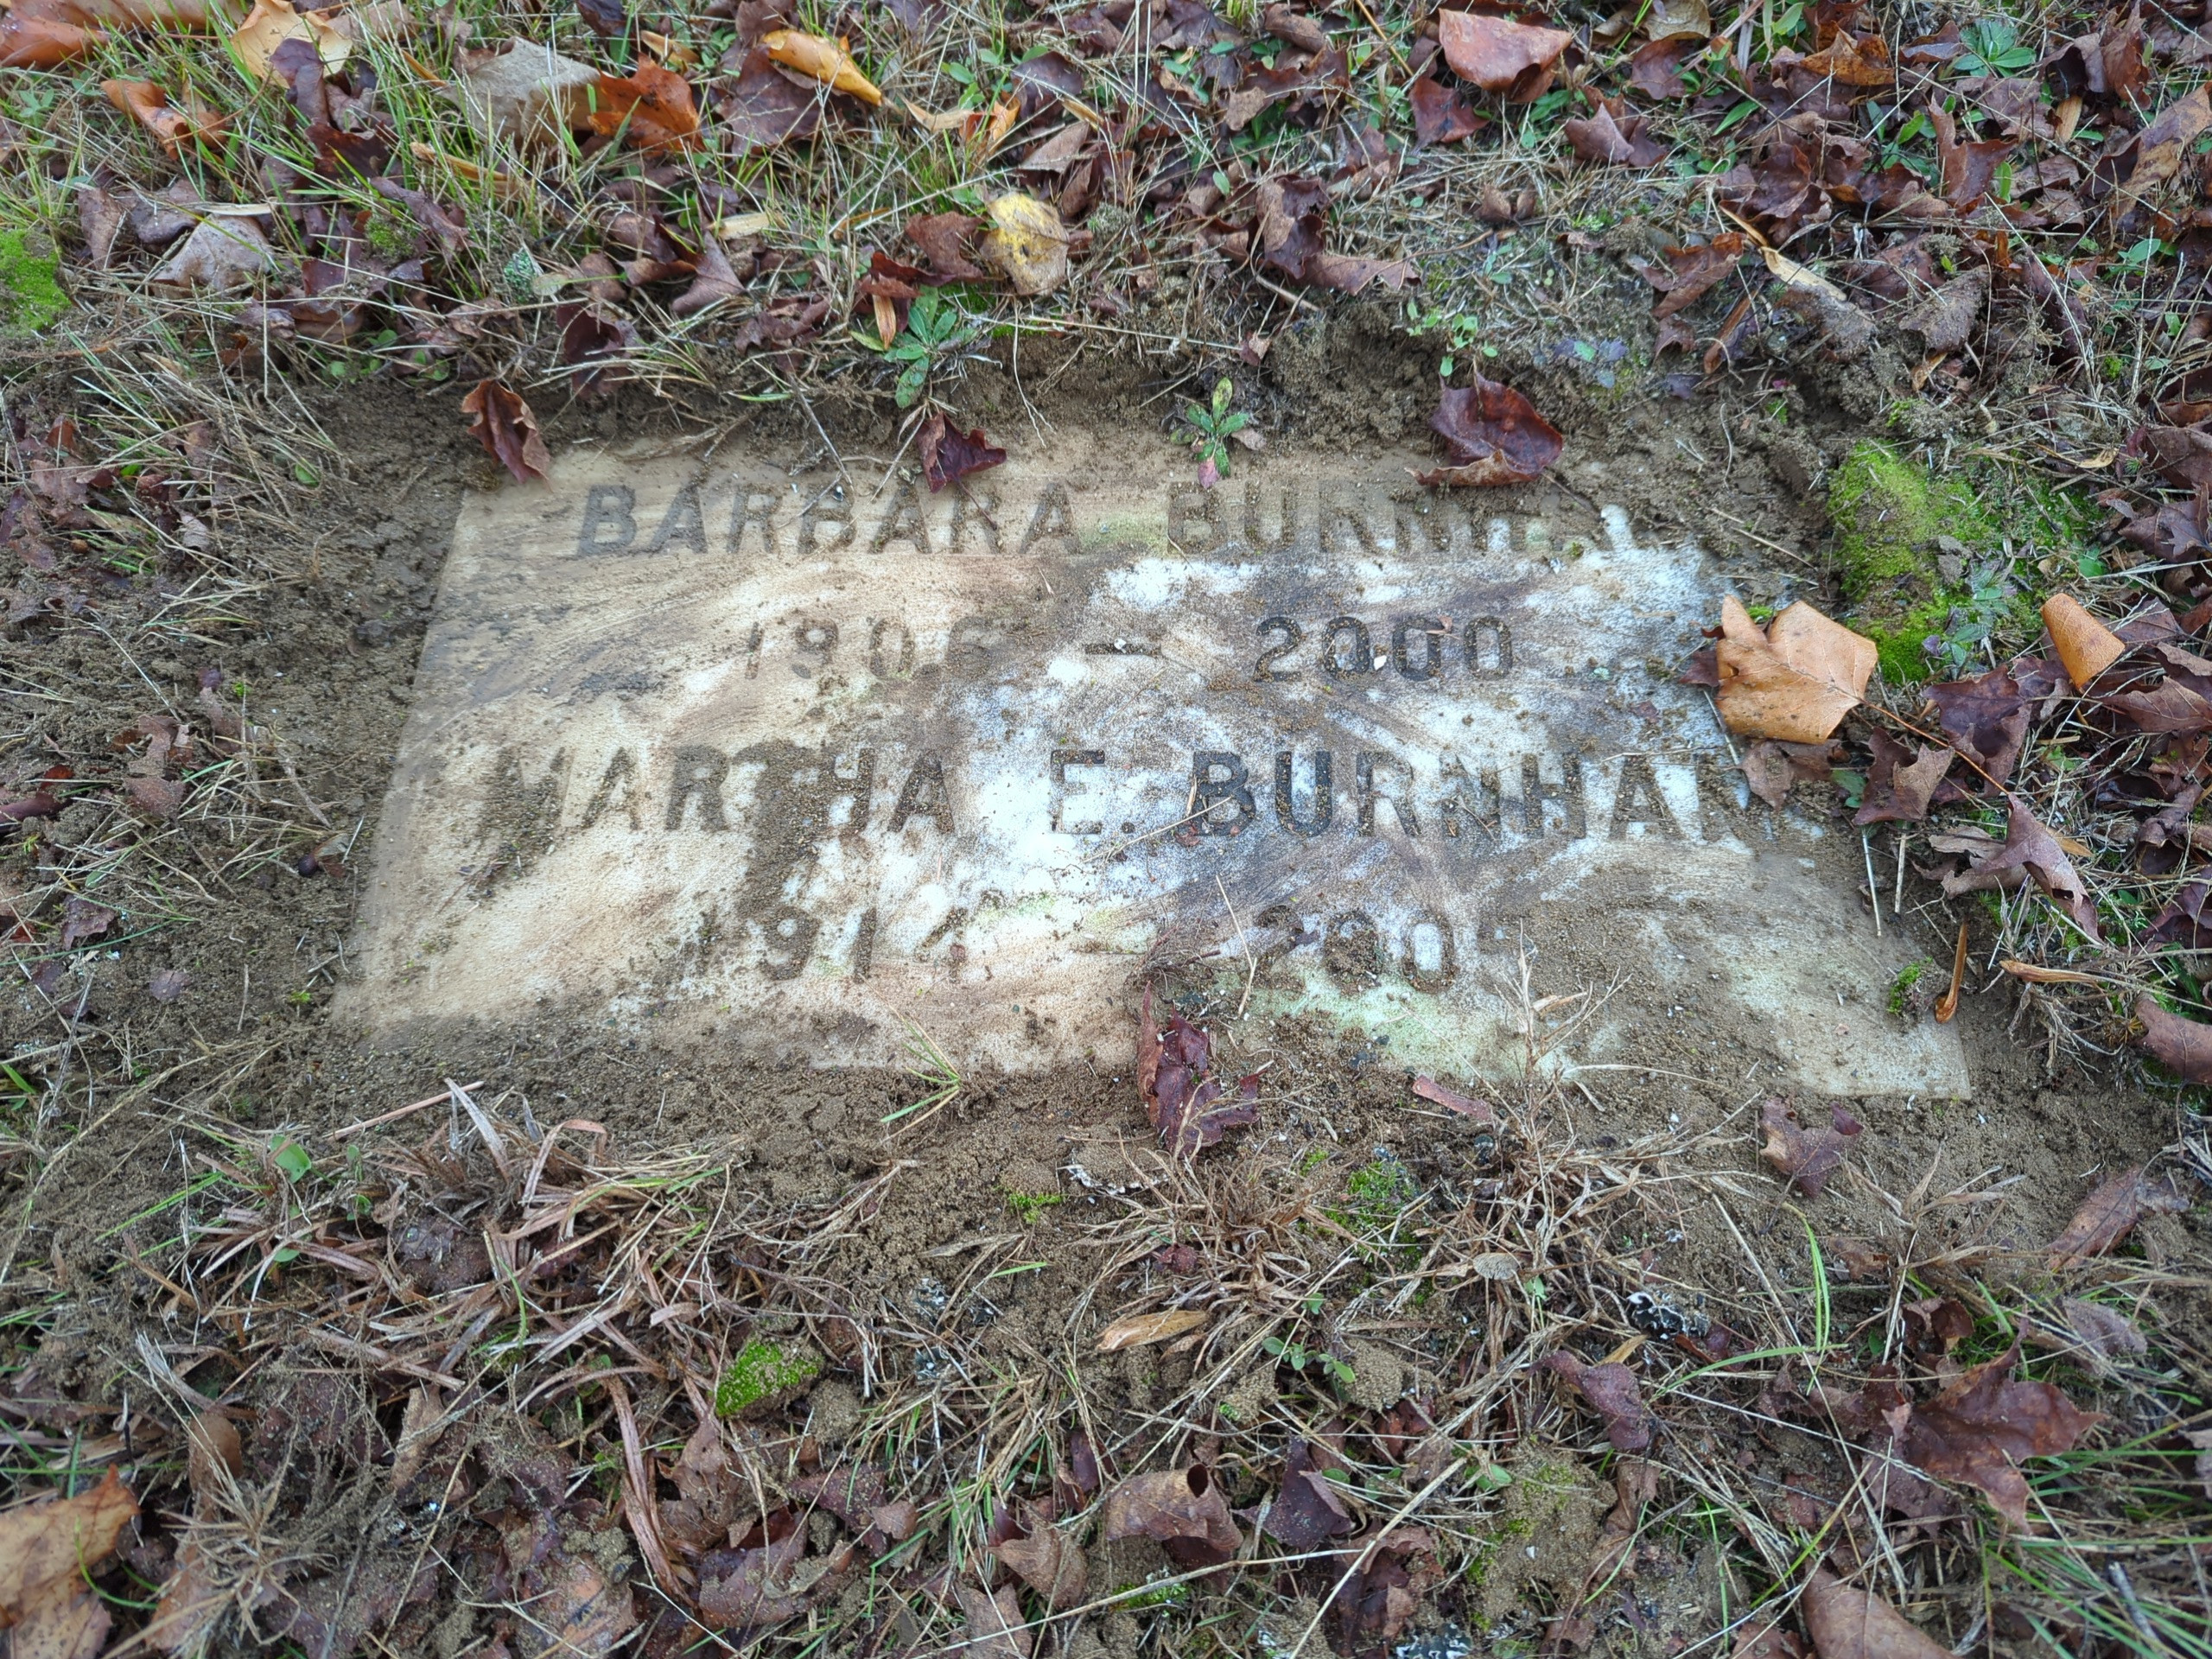 BARBARA
1906 — 2000
MARTHA E. BURNHAM
1914 —